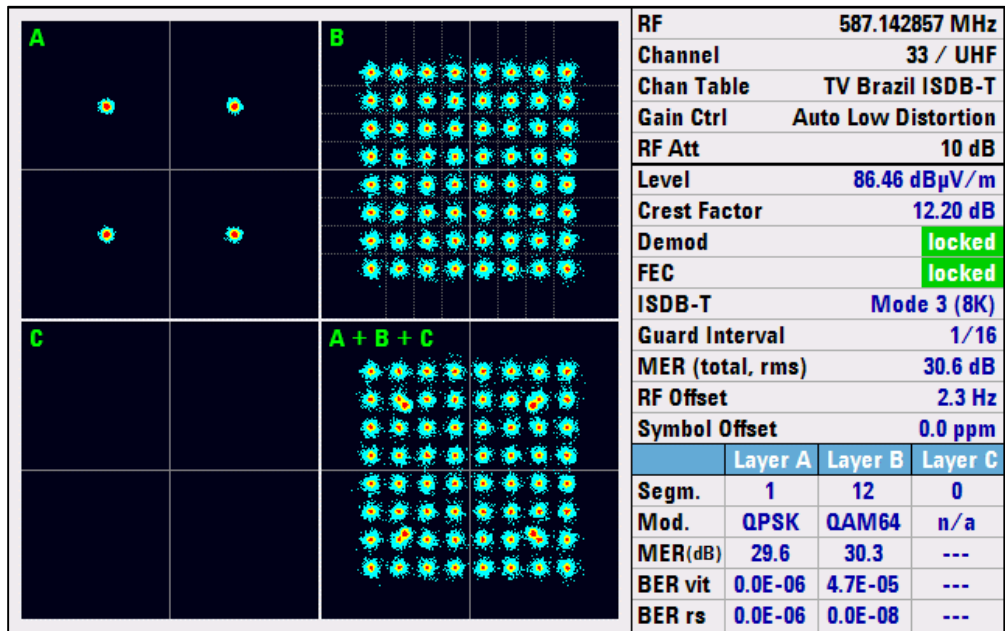 A
B
C
A + B + C
RF 587.142857 MHz
Channel 33 / UHF
Chan Table TV Brazil ISDB-T
Gain Ctrl Auto Low Distortion
RF Att 10 dB
Level 86.46 dBµV/m
Crest Factor 12.20 dB
Demod locked
FEC locked
ISDB-T Mode 3 (8K)
Guard Interval 1/16
MER (total, rms) 30.6 dB
RF Offset 2.3 Hz
Symbol Offset 0.0 ppm
Layer A Layer B Layer C
Segm. 1 12 0
Mod. QPSK QAM64 n/a
MER(dB) 29.6 30.3 ---
BER vit 0.0E-06 4.7E-05 ---
BER rs 0.0E-06 0.0E-08 ---